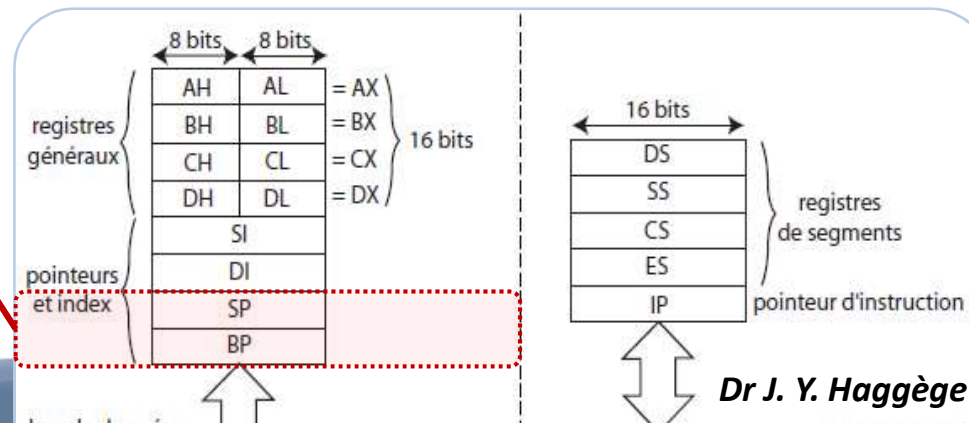 8 bits 8 bits
AH AL = AX
BH BL = BX
CH CL = CX
DH DL = DX
registres
généraux
16 bits
SI
DI
SP
BP
pointeurs
et index
16 bits
DS
SS
CS
ES
IP
registres
de segments
pointeur d'instruction
Dr J. Y. Haggège